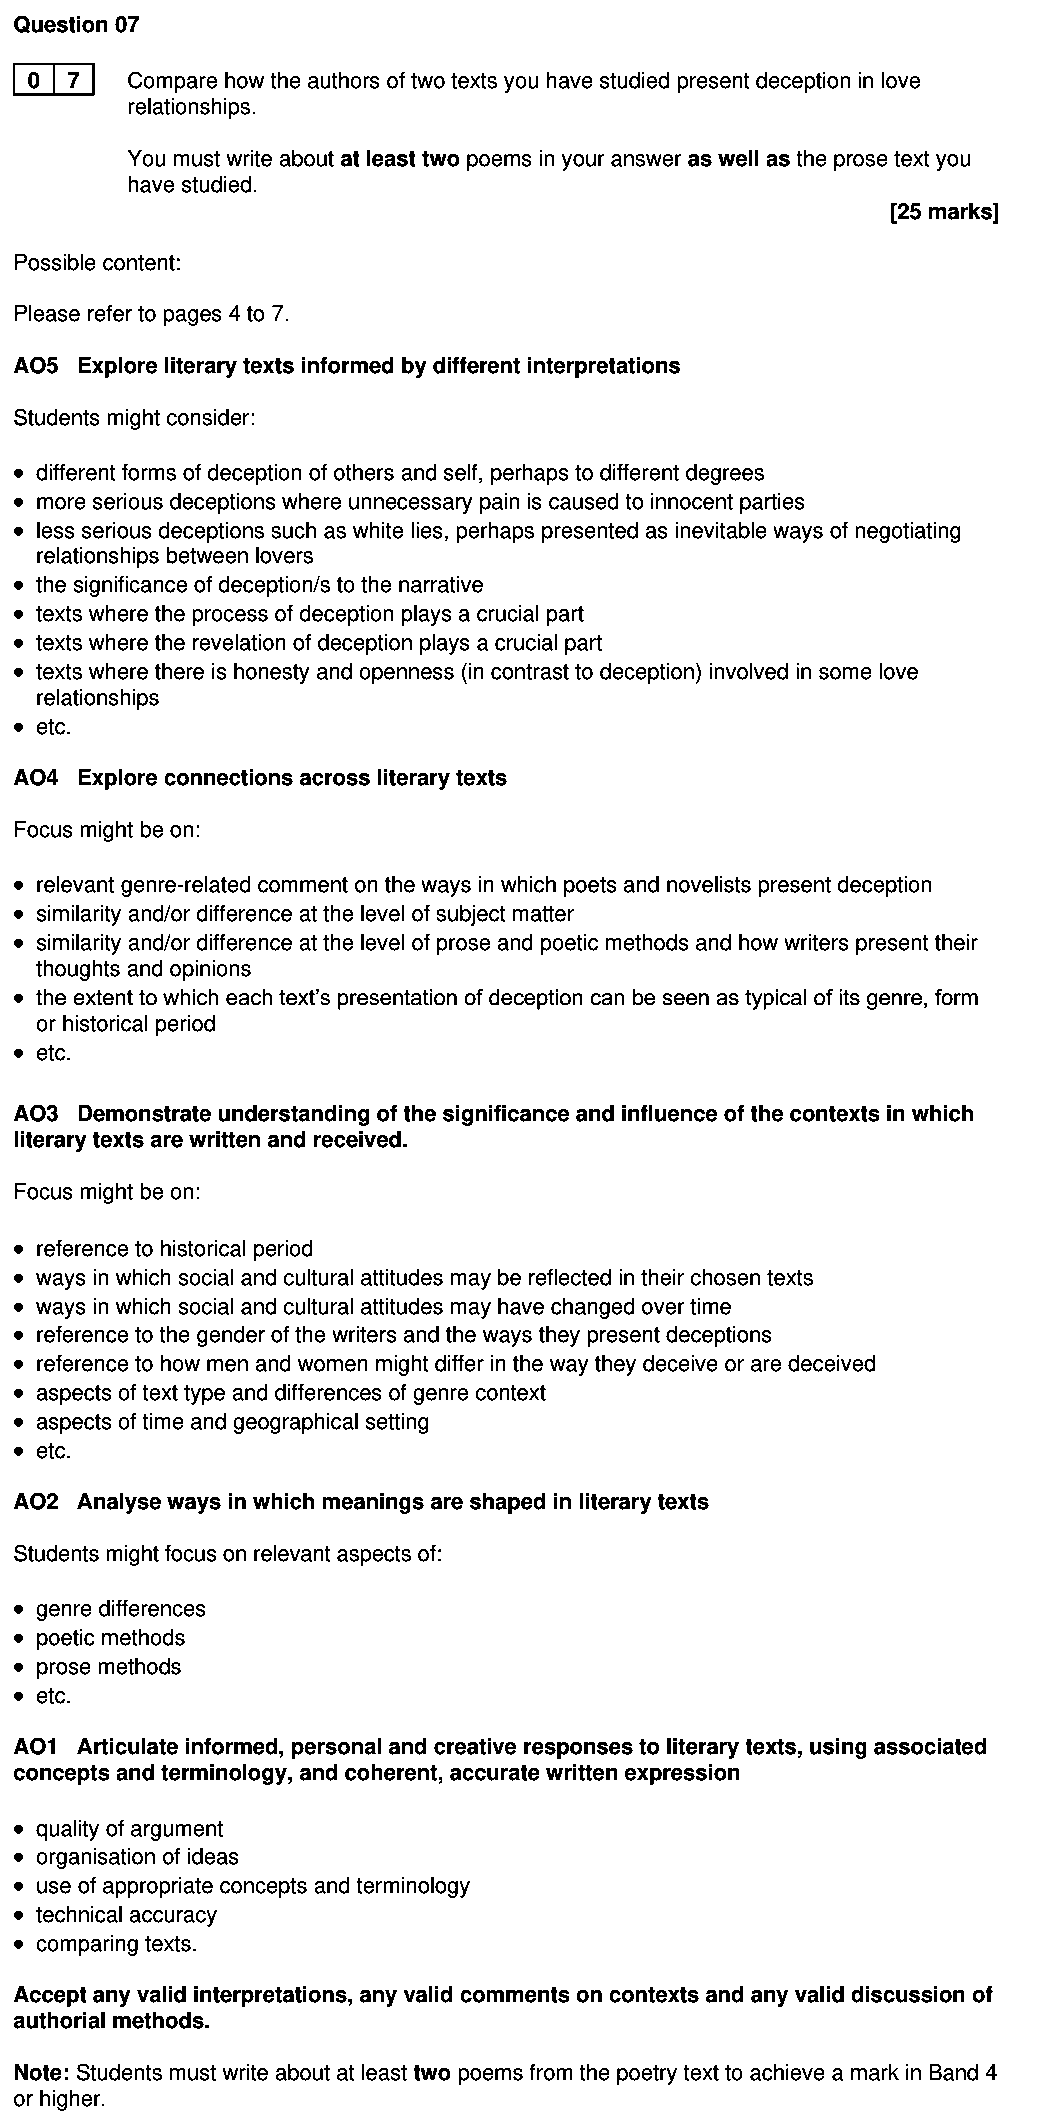 Question 07
0 7 Compare how the authors of two texts you have studied present deception in love
relationships.
You must write about at least two poems in your answer as well as the prose text you
have studied.
[25 marks]
Possible content:
Please refer to pages 4 to 7.
AO5 Explore literary texts informed by different interpretations
Students might consider:
• different forms of deception of others and self, perhaps to different degrees
• more serious deceptions where unnecessary pain is caused to innocent parties
• less serious deceptions such as white lies, perhaps presented as inevitable ways of negotiating
relationships between lovers
• the significance of deception/s to the narrative
• texts where the process of deception plays a crucial part
• texts where the revelation of deception plays a crucial part
• texts where there is honesty and openness (in contrast to deception) involved in some love
relationships
• etc.
AO4 Explore connections across literary texts
Focus might be on:
• relevant genre-related comment on the ways in which poets and novelists present deception
• similarity and/or difference at the level of subject matter
• similarity and/or difference at the level of prose and poetic methods and how writers present their
thoughts and opinions
• the extent to which each text's presentation of deception can be seen as typical of its genre, form
or historical period
• etc.
AO3 Demonstrate understanding of the significance and influence of the contexts in which
literary texts are written and received.
Focus might be on:
• reference to historical period
• ways in which social and cultural attitudes may be reflected in their chosen texts
• ways in which social and cultural attitudes may have changed over time
• reference to the gender of the writers and the ways they present deceptions
• reference to how men and women might differ in the way they deceive or are deceived
• aspects of text type and differences of genre context
• aspects of time and geographical setting
• etc.
AO2 Analyse ways in which meanings are shaped in literary texts
Students might focus on relevant aspects of:
• genre differences
• poetic methods
• prose methods
• etc.
AO1 Articulate informed, personal and creative responses to literary texts, using associated
concepts and terminology, and coherent, accurate written expression
• quality of argument
• organisation of ideas
• use of appropriate concepts and terminology
• technical accuracy
• comparing texts.
Accept any valid interpretations, any valid comments on contexts and any valid discussion of
authorial methods.
Note: Students must write about at least two poems from the poetry text to achieve a mark in Band 4
or higher.